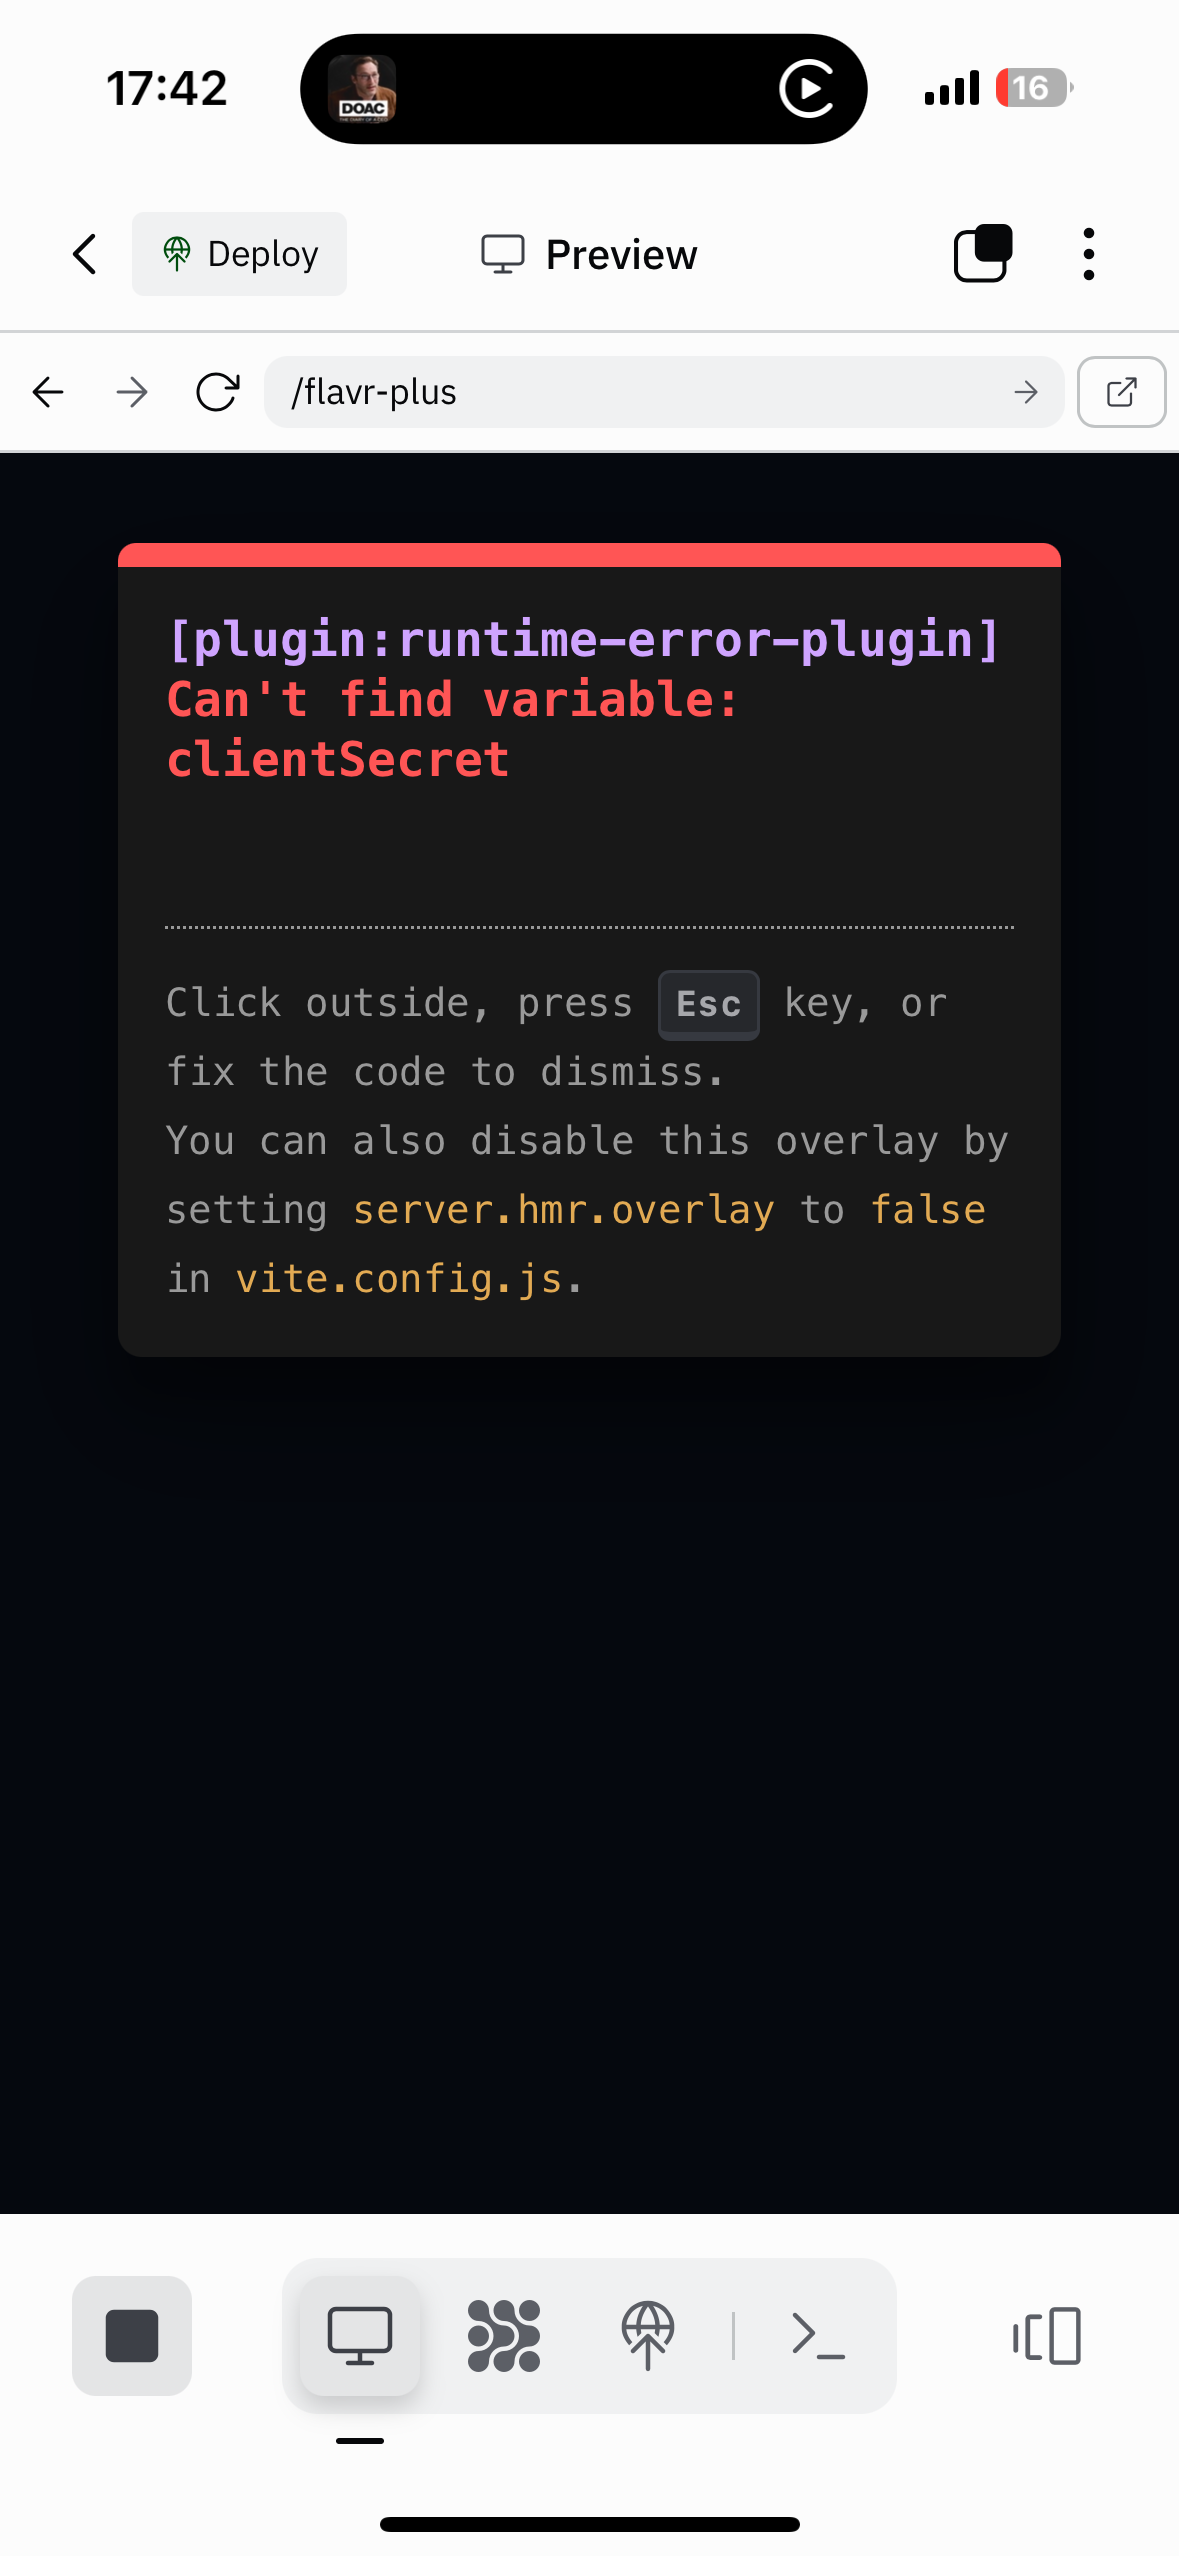 17:42
DOAC
16
Deploy
Preview
/flavr-plus
[plugin:runtime-error-plugin]
Can't find variable:
clientSecret
Click outside, press Esc key, or
fix the code to dismiss.
You can also disable this overlay by
setting server.hmr.overlay to false
in vite.config.js.